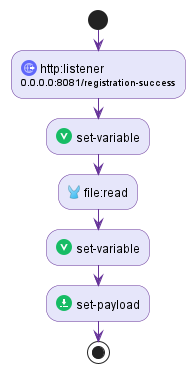 http:listener
0.0.0.0:8081/registration-success
set-variable
file:read
set-variable
set-payload